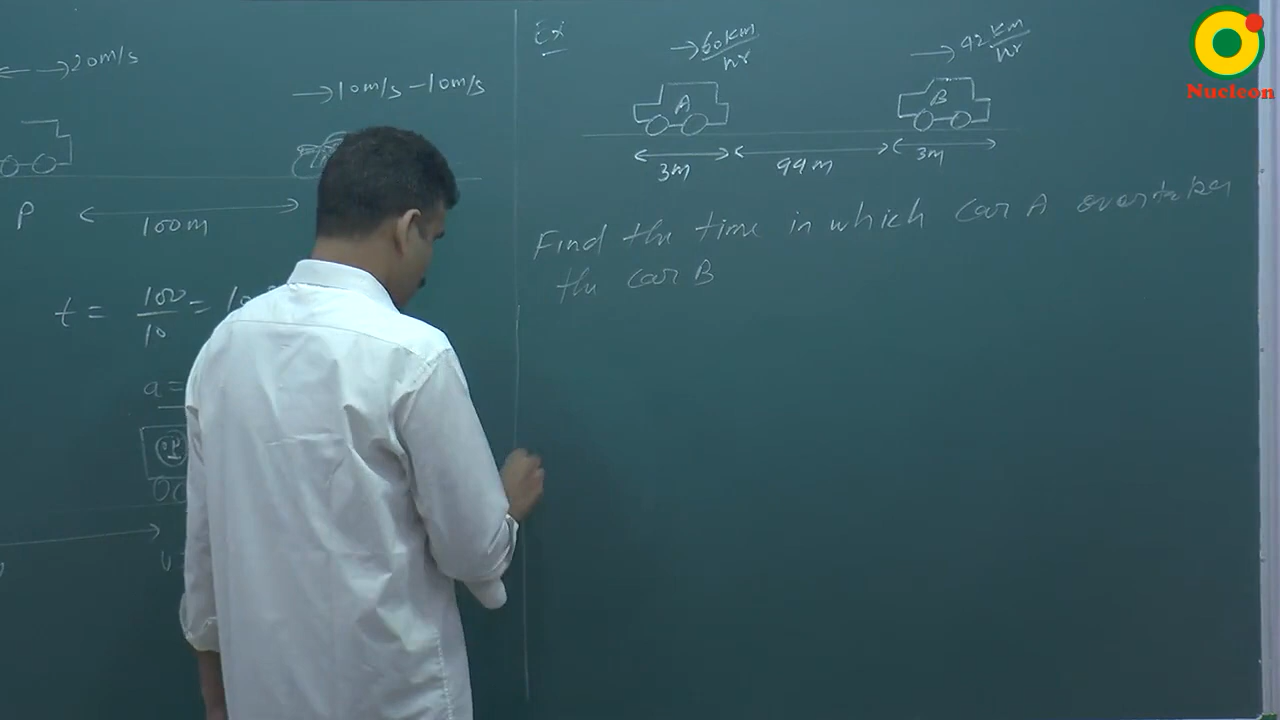 →20m/s
→10m/s -10m/s
P
100m
t = 100/10 =
a =
Ex
→60km/hr
→42km/hr
A
B
3m
99m
3m
Find the time in which car A overtakes
the car B
Nucleon